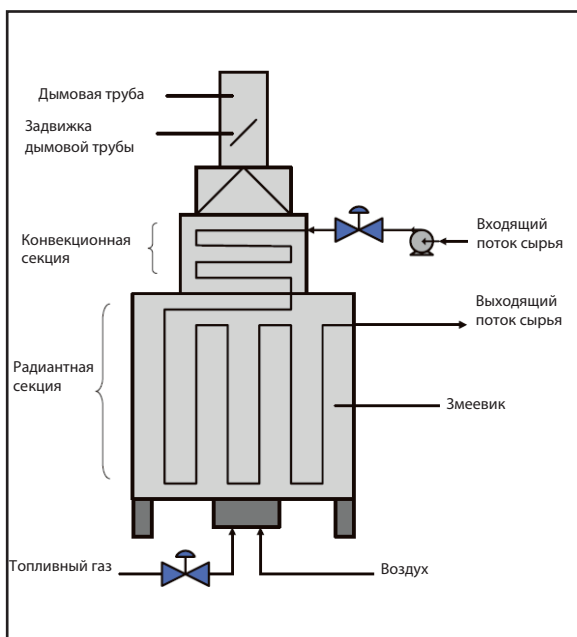 Дымовая труба
Задвижка
дымовой трубы
Конвекционная
секция
Входящий
поток сырья
Выходящий
поток сырья
Радиантная
секция
Змеевик
Топливный газ
Воздух